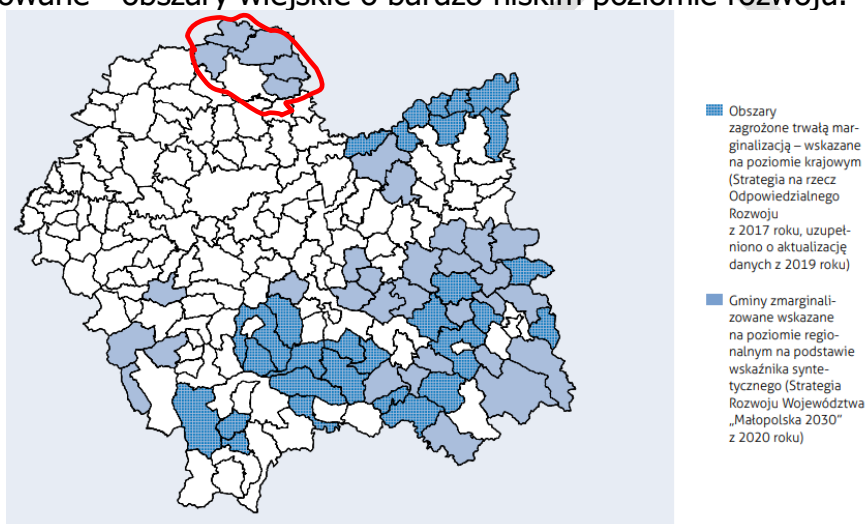 owane - obszary wiejskie o bardzo niskim poziomie rozwoju.
Obszary
zagrożone trwałą mar-
ginalizacją – wskazane
na poziomie krajowym
(Strategia na rzecz
Odpowiedzialnego
Rozwoju
z 2017 roku, uzupeł-
niono o aktualizację
danych z 2019 roku)
Gminy zmarginali-
zowane wskazane
na poziomie regio-
nalnym na podstawie
wskaźnika synte-
tycznego (Strategia
Rozwoju Województwa
„Małopolska 2030”
z 2020 roku)